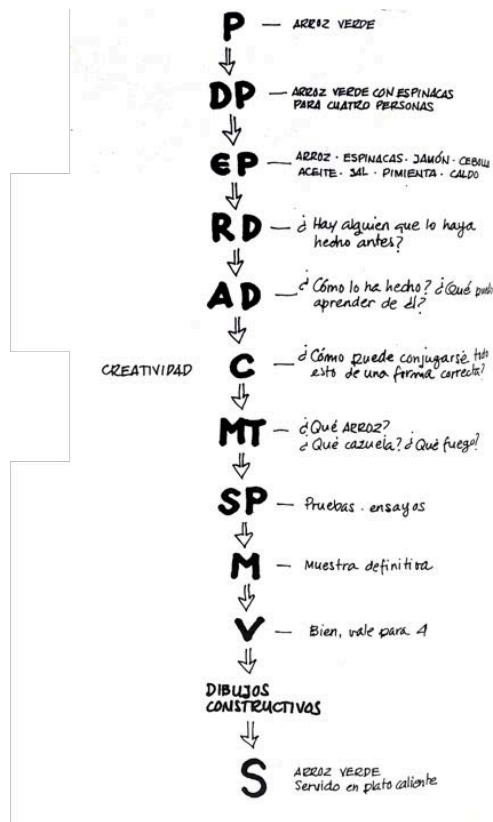 P — ARROZ VERDE
DP — ARROZ VERDE CON ESPINACAS
PARA CUATRO PERSONAS
EP — ARROZ · ESPINACAS · JAMÓN · CEBOLLA
ACEITE · SAL · PIMIENTA · CALDO
RD — ¿Hay alguien que lo haya
hecho antes?
AD — ¿Cómo lo ha hecho? ¿Qué
aprender de él?
CREATIVIDAD C — ¿Cómo puede conjugarse todo
esto de una forma correcta?
MT — ¿Qué ARROZ?
¿Qué cazuela? ¿Qué fuego?
SP — Pruebas · ensayos
M — Muestra definitiva
V — Bien, vale para 4
DIBUJOS
CONSTRUCTIVOS
S ARROZ VERDE
Servido en plato caliente